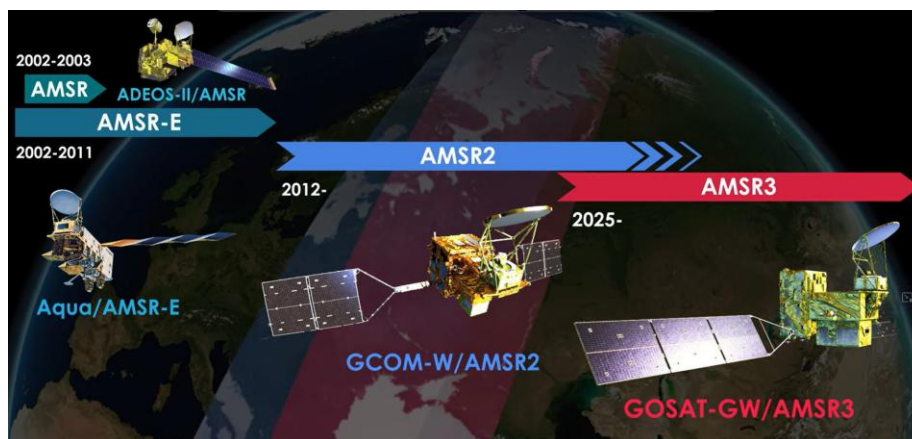 2002-2003
AMSR
ADEOS-II/AMSR
AMSR-E
2002-2011
AMSR2
2012-
AMSR3
2025-
Aqua/AMSR-E
GCOM-W/AMSR2
GOSAT-GW/AMSR3